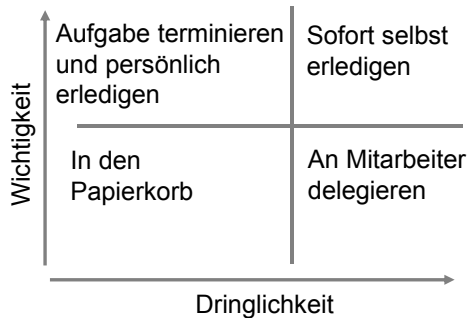 Aufgabe terminieren
und persönlich
erledigen
Sofort selbst
erledigen
Wichtigkeit
In den
Papierkorb
An Mitarbeiter
delegieren
Dringlichkeit